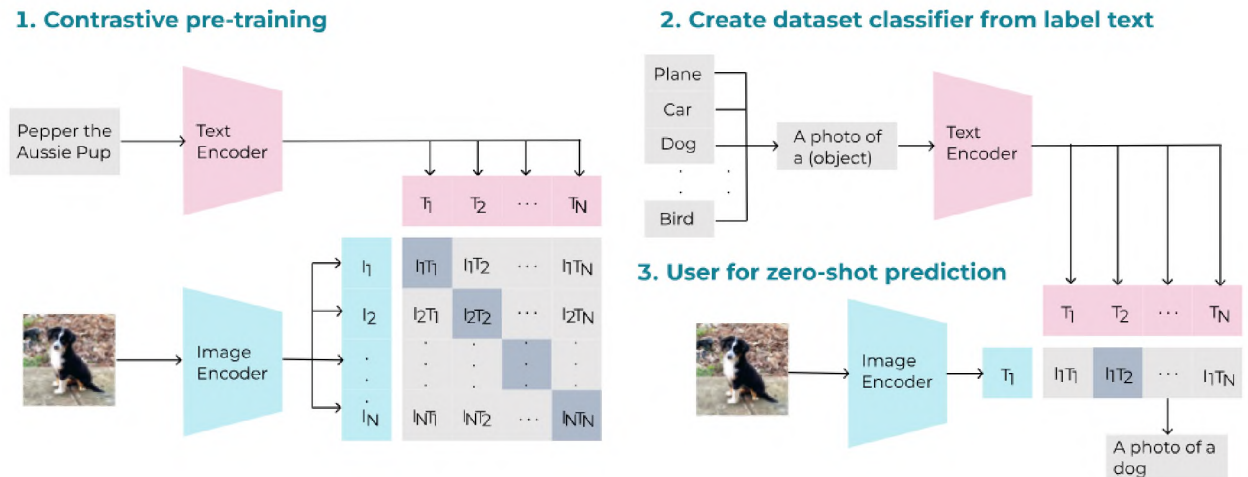 1. Contrastive pre-training
Pepper the
Aussie Pup
Text
Encoder
T1 T2 ... TN
I1
I2
.
.
.
IN
I1T1 I1T2 ... I1TN
I2T1 I2T2 ... I2TN
. . . .
. . . .
INT1 INT2 ... INTN
Image
Encoder
2. Create dataset classifier from label text
Plane
Car
Dog
. .
. .
Bird
A photo of
a (object)
Text
Encoder
3. User for zero-shot prediction
T1 T2 ... TN
Image
Encoder
T1
I1T1 I1T2 ... I1TN
A photo of a
dog